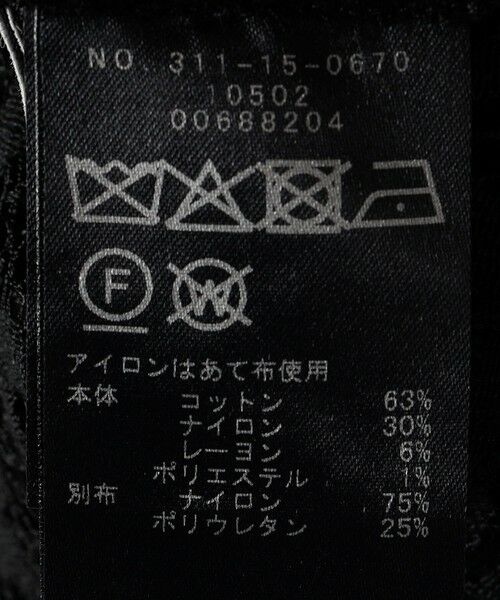 NO. 311-15-0670
10502
00688204
F
W
アイロンはあて布使用
本体 コットン 63%
ナイロン 30%
レーヨン 6%
ポリエステル 1%
別布 ナイロン 75%
ポリウレタン 25%